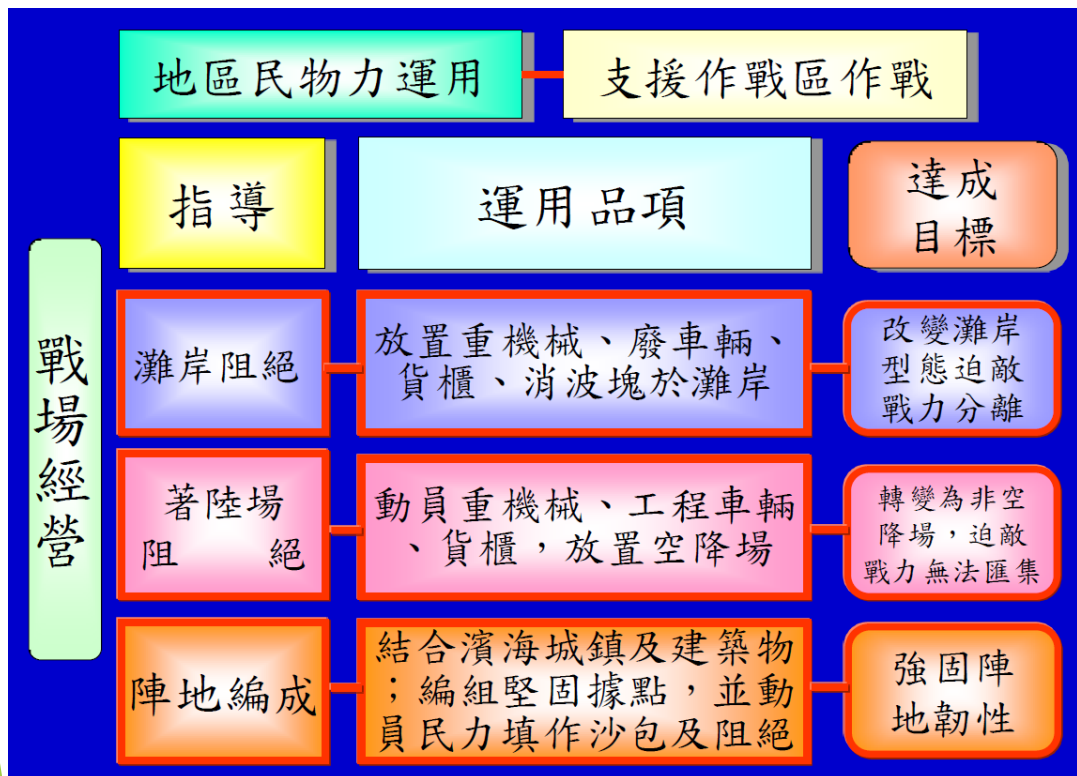 地區民物力運用
支援作戰區作戰
指導
運用品項
達成
目標
戰場經營
灘岸阻絕
放置重機械、廢車輛、
貨櫃、消波塊於灘岸
改變灘岸
型態迫敵
戰力分離
著陸場
阻 絕
動員重機械、工程車輛
、貨櫃，放置空降場
轉變為非空
降場，迫敵
戰力無法匯集
陣地編成
結合濱海城鎮及建築物
；編組堅固據點，並動
員民力填作沙包及阻絕
強固陣
地韌性